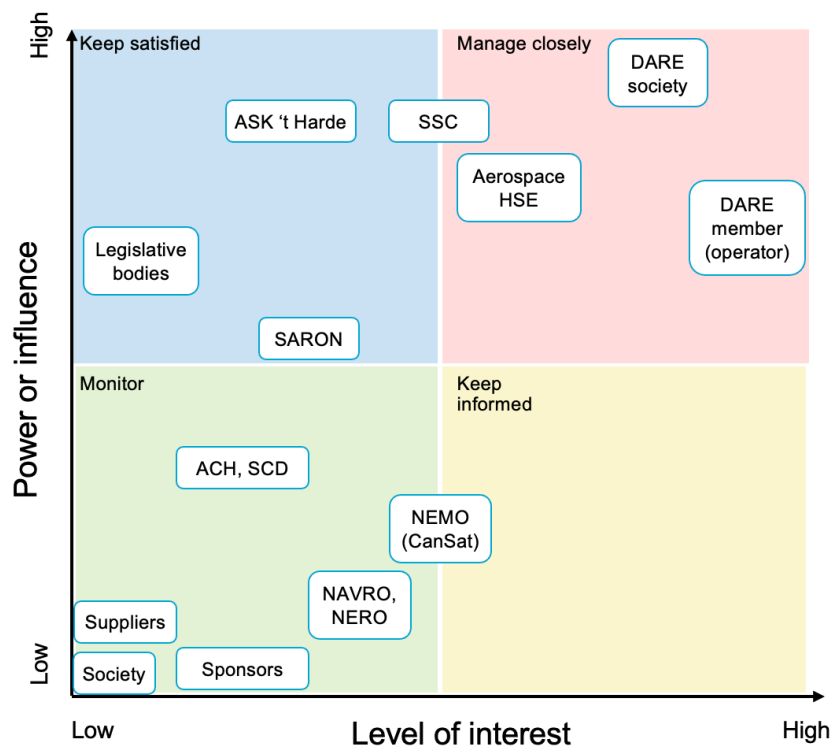 High
Keep satisfied
Manage closely
DARE
society
ASK ‘t Harde
SSC
Aerospace
HSE
DARE
member
(operator)
Legislative
bodies
SARON
Power or influence
Monitor
Keep
informed
ACH, SCD
NEMO
(CanSat)
NAVRO,
NERO
Suppliers
Society
Sponsors
Low
Low
Level of interest
High